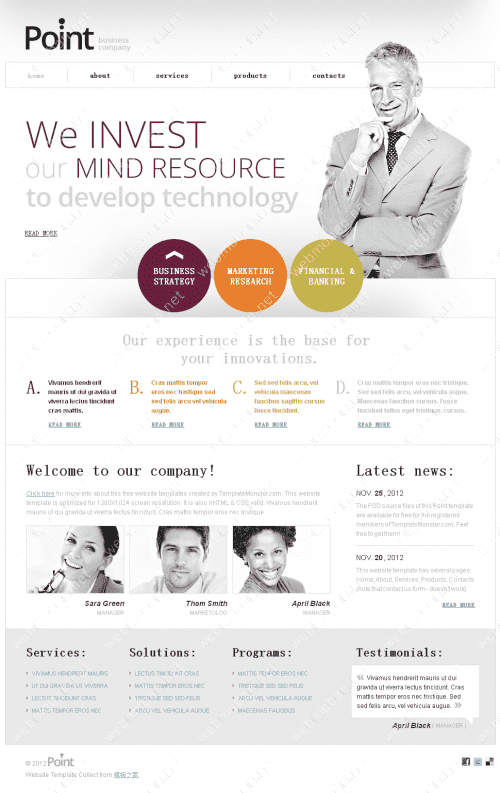 Point business
company
home about services products contacts
We INVEST
our MIND RESOURCE
to develop technology
READ MORE
BUSINESS
STRATEGY
MARKETING
RESEARCH
FINANCIAL &
BANKING
Our experience is the base for
your innovations.
A. Vivamus hendrerit
mauris ut dui gravida ut
viverra lectus tincidunt
cras mattis.
READ MORE
B. Cras mattis tempor
eros nec tristique sed
sed felis arcu vel vehicula
augue.
READ MORE
C. Sed sed felis arcu, vel
vehicula maecenas
faucibus sagittis cursus
fusce tincidunt.
READ MORE
D. Cras mattis tempor eros nec tristique.
Sed sed felis arcu, vel vehicula augue.
Maecenas faucibus cursus. Fusce
tincidunt tellus eget tristique cursus.
READ MORE
Welcome to our company!
Click here for more info about this free website templates created by TemplateMonster.com. This website
template is optimized for 1280X1024 screen resolution. It is also XHTML & CSS valid. Vivamus hendrerit
mauris ut dui gravida ut viverra lectus tincidunt. Cras mattis tempor eros nec tristique.
Sara Green
MANAGER
Thom Smith
MARKETOLOG
April Black
MANAGER
Latest news:
NOV. 25, 2012
The PSD source files of this Point template
are available for free for the registered
members of TemplateMonster.com. Feel
free to get them!
NOV. 20, 2012
This website template has several pages:
Home, About, Services, Products, Contacts
(note that contact us form - doesn't work)
READ MORE
Services:
VIVAMUS HENDRERIT MAURIS
UT DUI GRAVIDA UT VIVERRA
LECTUS TINCIDUNT CRAS
MATTIS TEMPOR EROS NEC
Solutions:
LECTUS TINCIDUNT CRAS
MATTIS TEMPOR EROS NEC
TRISTIQUE SED SED FELIS
ARCU VEL VEHICULA AUGUE
Programs:
MATTIS TEMPOR EROS NEC
TRISTIQUE SED SED FELIS
ARCU VEL VEHICULA AUGUE
MAECENAS FAUCIBUS
Testimonials:
“ Vivamus hendrerit mauris ut dui
gravida ut viverra lectus tincidunt.
Cras mattis tempor eros nec. Sed
sed felis arcu, vel vehicula augue. ”
April Black ( MANAGER )
© 2012 Point
Website Template Collect from 模板之家